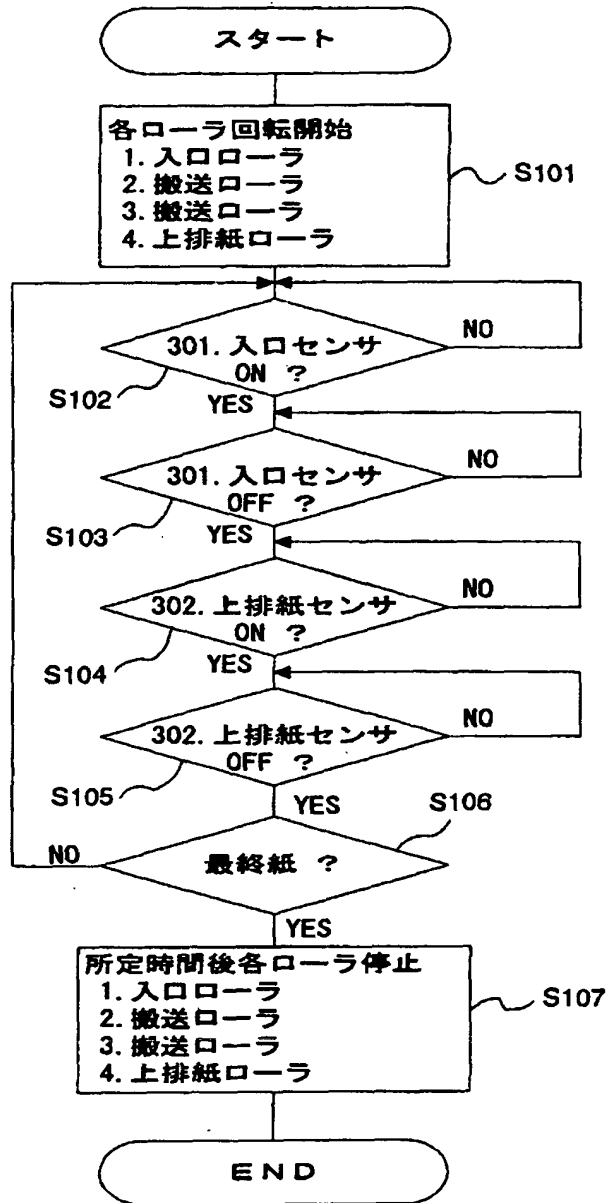 スタート
各ローラ回転開始
1. 入口ローラ
2. 搬送ローラ
3. 搬送ローラ
4. 上排紙ローラ
S101
301. 入口センサ
ON ?
NO
S102
YES
301. 入口センサ
OFF ?
NO
S103
YES
302. 上排紙センサ
ON ?
NO
S104
YES
302. 上排紙センサ
OFF ?
NO
S105
YES
S106
最終紙 ?
NO
YES
所定時間後各ローラ停止
1. 入口ローラ
2. 搬送ローラ
3. 搬送ローラ
4. 上排紙ローラ
S107
END